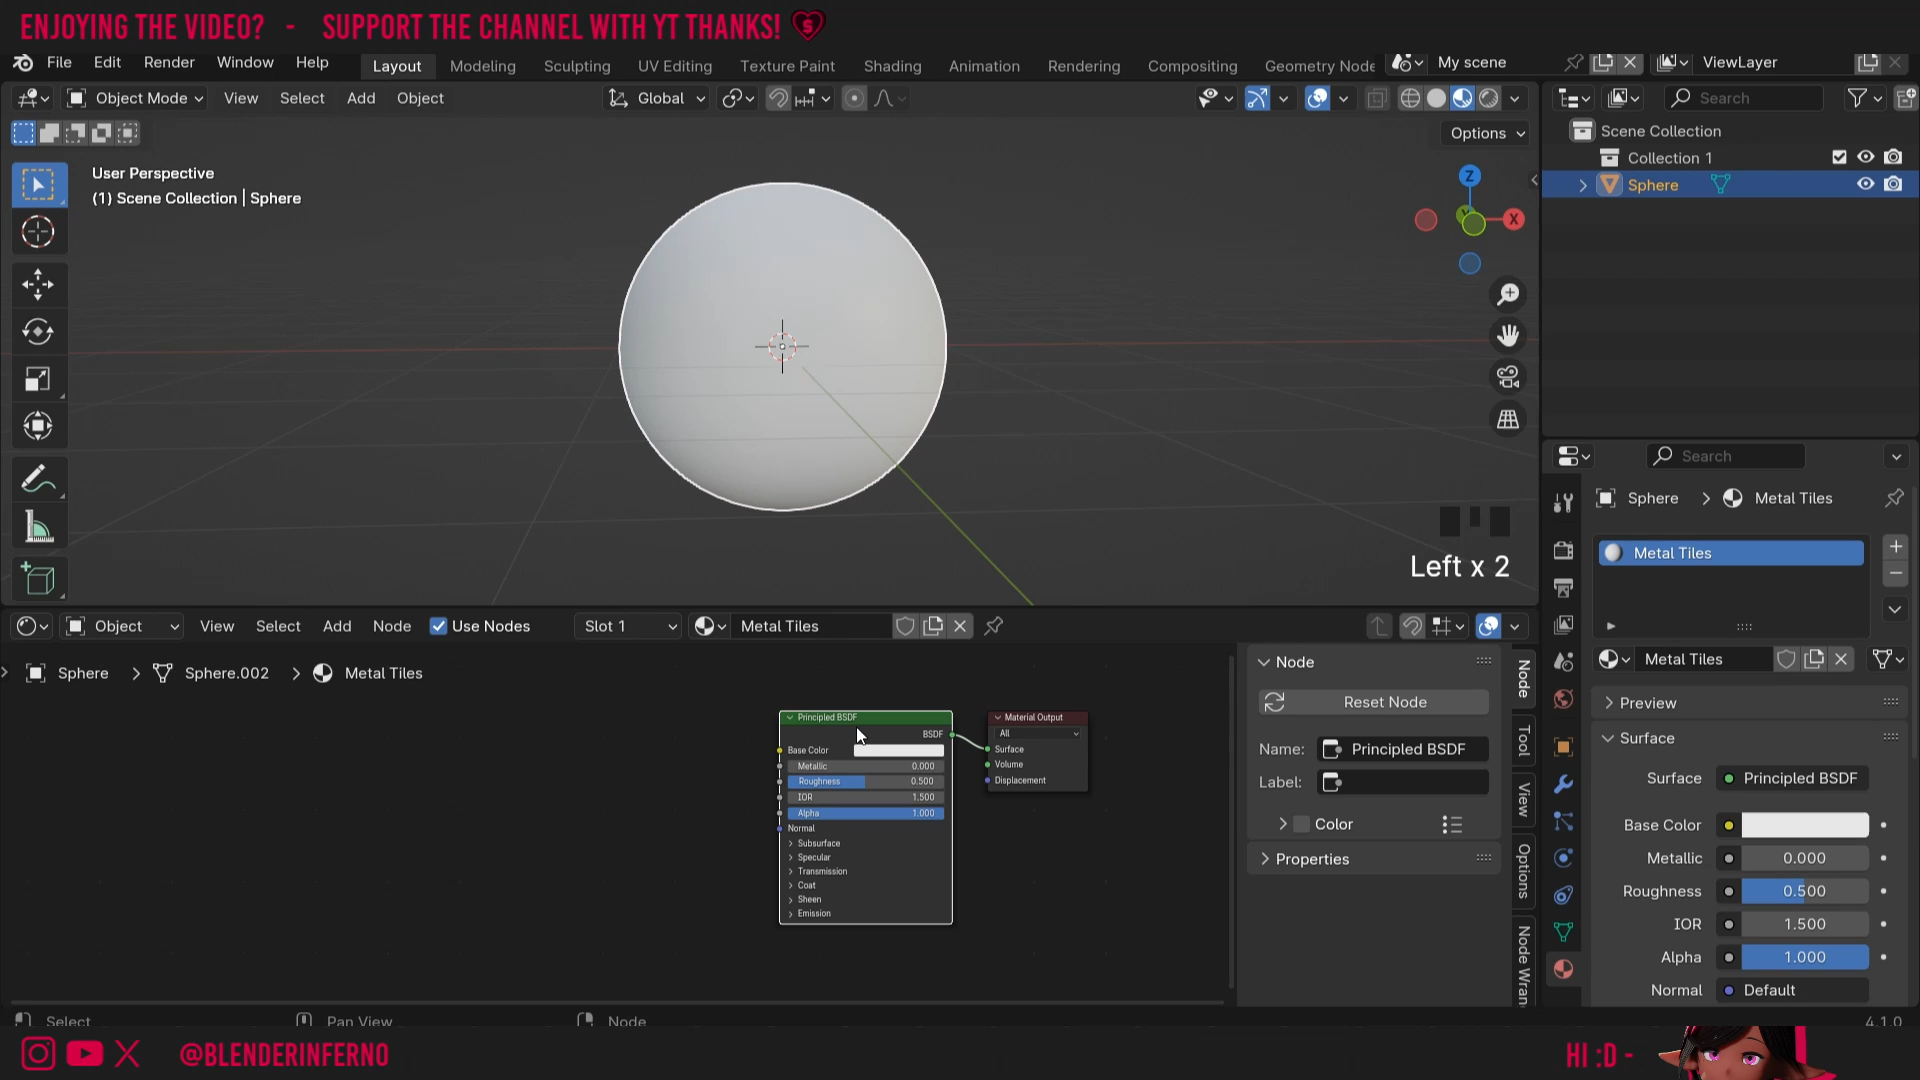 ENJOYING THE VIDEO? - SUPPORT THE CHANNEL WITH YT THANKS!
File Edit Render Window Help Layout Modeling Sculpting UV Editing Texture Paint Shading Animation Rendering Compositing Geometry Node My scene ViewLayer
Object Mode View Select Add Object Global Search
Options
User Perspective
(1) Scene Collection | Sphere
Z
X
Left x 2
Scene Collection
Collection 1
Sphere
Search
Sphere > Metal Tiles
Metal Tiles
Metal Tiles
Preview
Surface
Surface Principled BSDF
Base Color
Metallic 0.000
Roughness 0.500
IOR 1.500
Alpha 1.000
Normal Default
Object View Select Add Node Use Nodes Slot 1 Metal Tiles
Sphere > Sphere.002 > Metal Tiles
Principled BSDF
BSDF
Base Color
Metallic 0.000
Roughness 0.500
IOR 1.500
Alpha 1.000
Normal
Subsurface
Specular
Transmission
Coat
Sheen
Emission
Material Output
All
Surface
Volume
Displacement
Node
Reset Node
Name: Principled BSDF
Label:
Color
Properties
Node
Tool
View
Options
Node Wran
Select Pan View Node 4.1.0
@BLENDERINFERNO
HI :D -